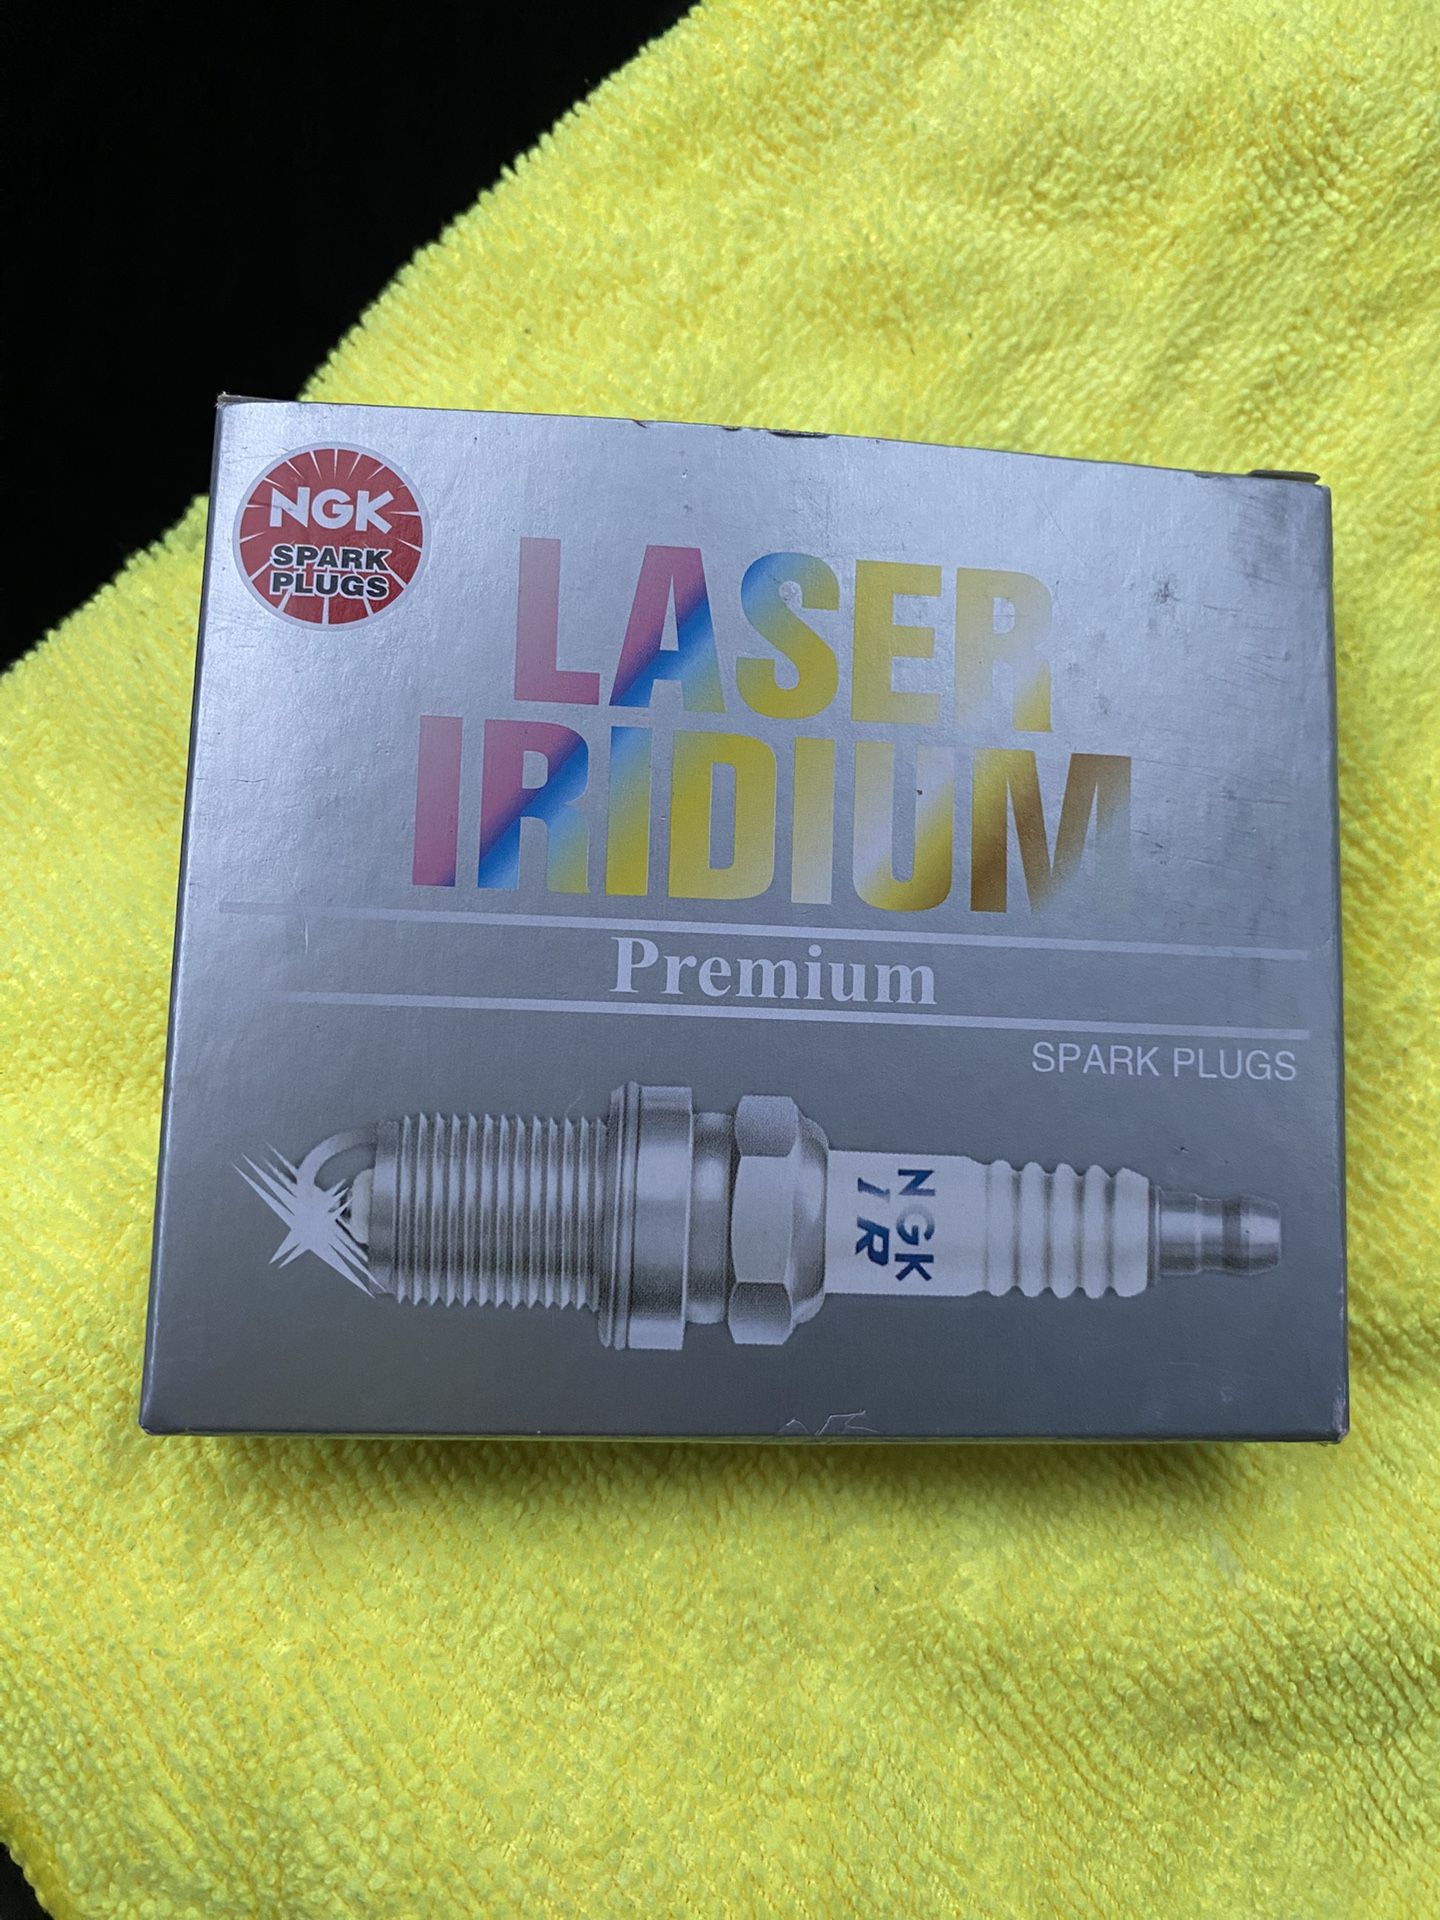 NGK
SPARK
PLUGS
LASER
IRIDIUM
Premium
SPARK PLUGS
NGK
IR